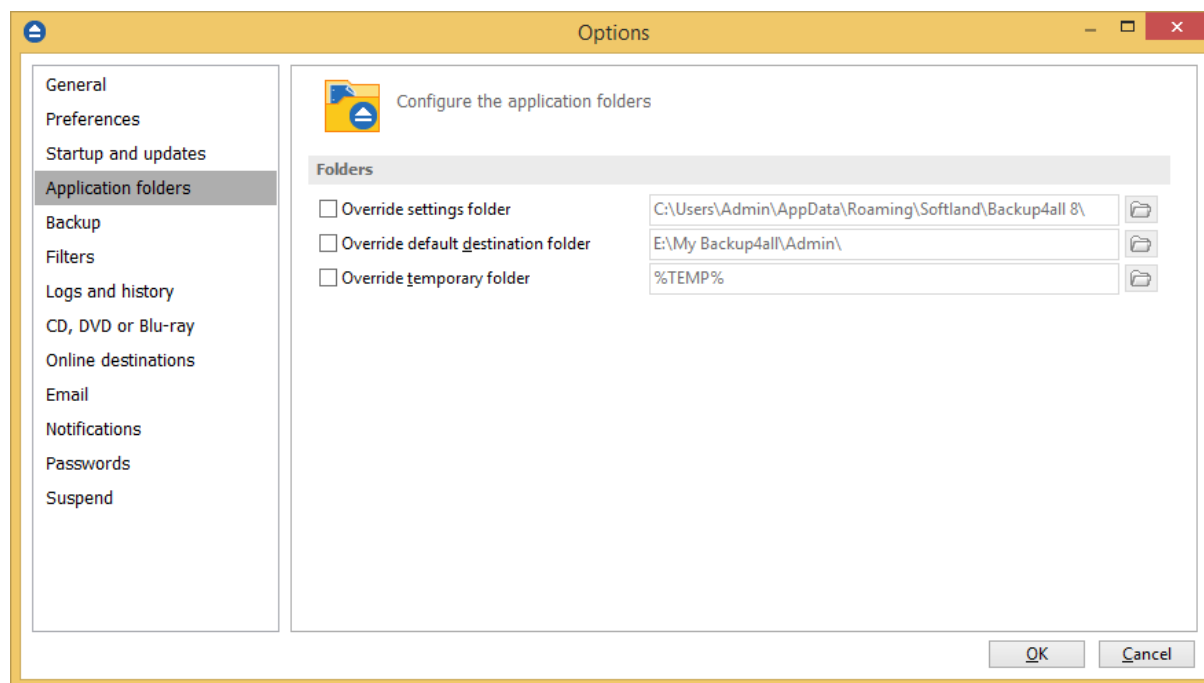 Options
General
Preferences
Startup and updates
Application folders
Backup
Filters
Logs and history
CD, DVD or Blu-ray
Online destinations
Email
Notifications
Passwords
Suspend
Configure the application folders
Folders
Override settings folder C:\Users\Admin\AppData\Roaming\Softland\Backup4all 8\
Override default destination folder E:\My Backup4all\Admin\
Override temporary folder %TEMP%
OK Cancel